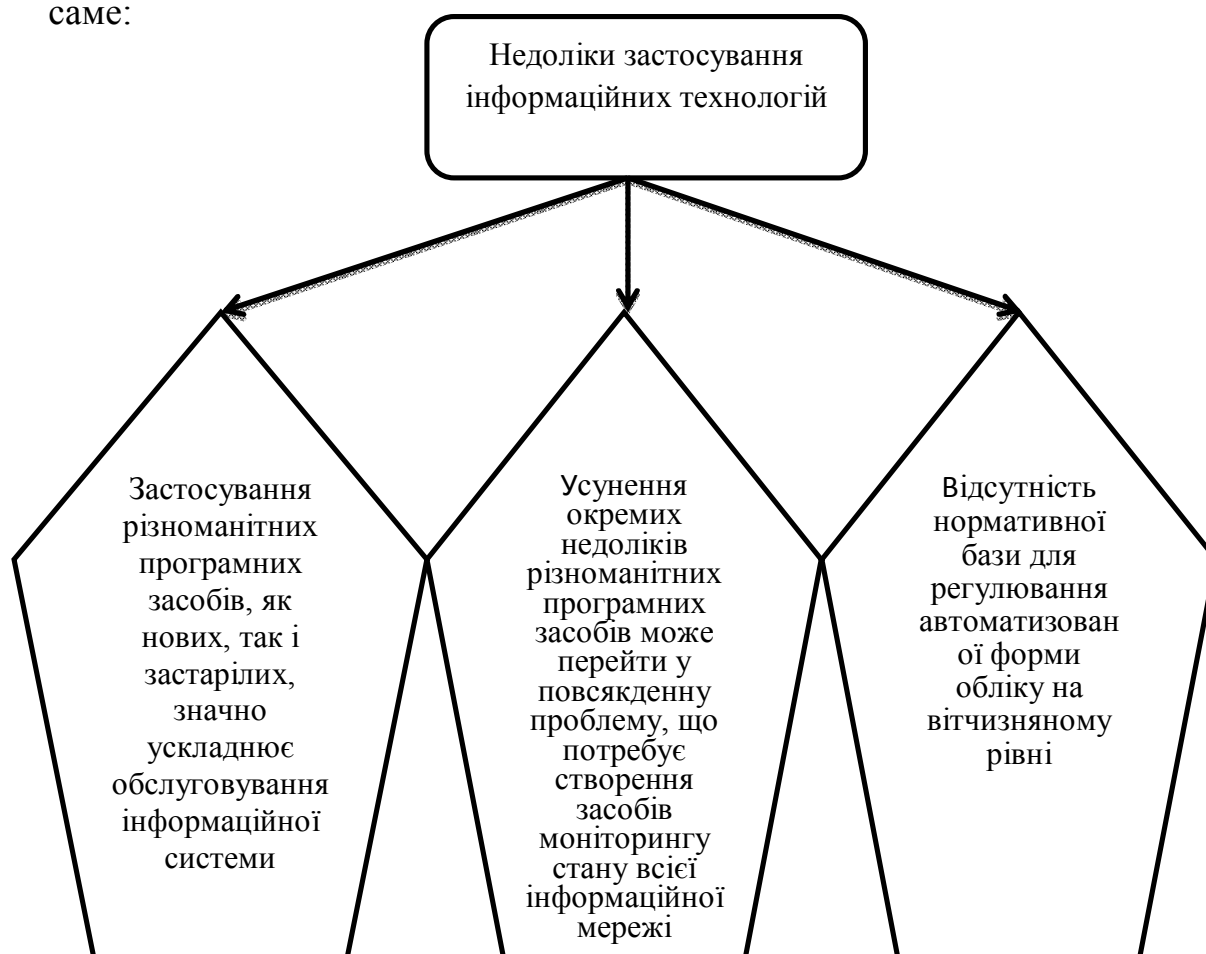 саме:
Недоліки застосування
інформаційних технологій
Застосування
різноманітних
програмних
засобів, як
нових, так і
застарілих,
значно
ускладнює
обслуговування
інформаційної
системи
Усунення
окремих
недоліків
різноманітних
програмних
засобів може
перейти у
повсякденну
проблему, що
потребує
створення
засобів
моніторингу
стану всієї
інформаційної
мережі
Відсутність
нормативної
бази для
регулювання
автоматизован
ої форми
обліку на
вітчизняному
рівні